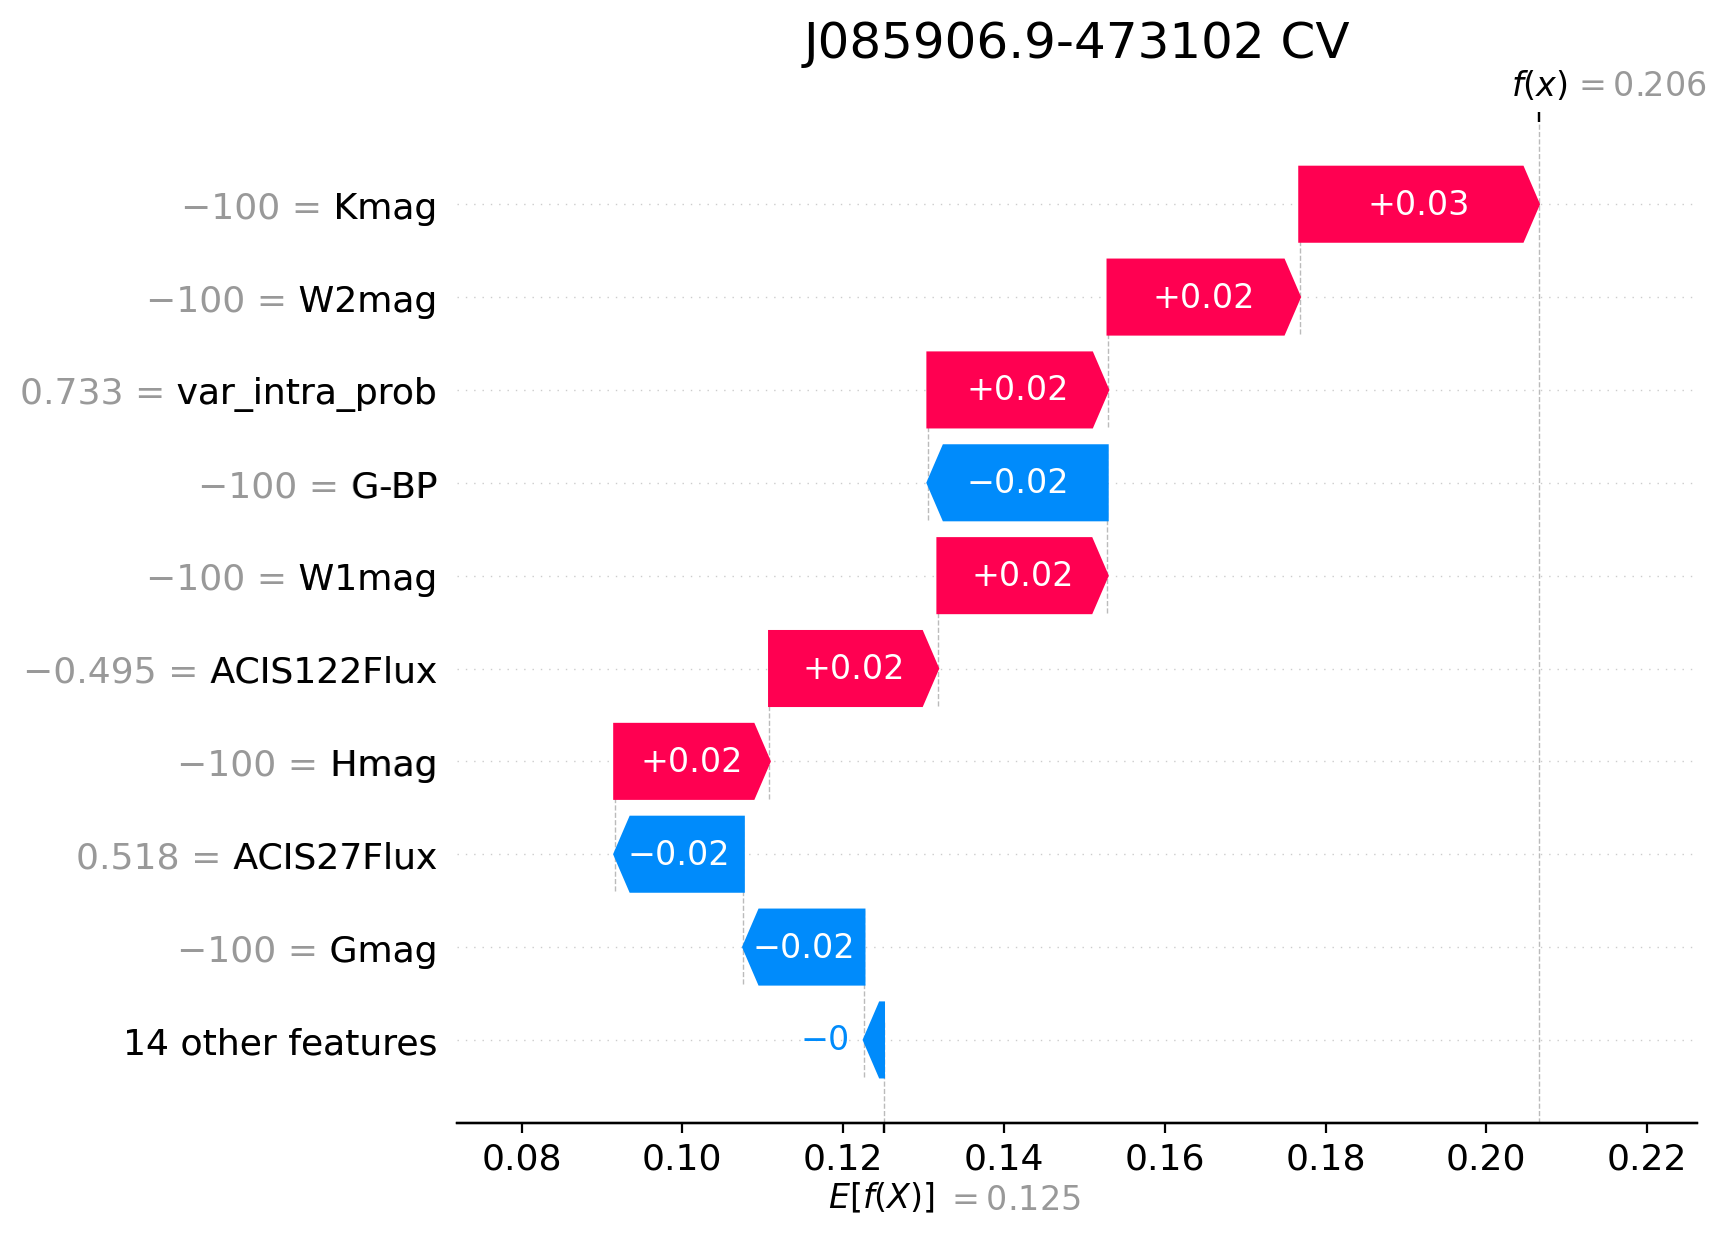 J085906.9-473102 CV
f(x) = 0.206
−100 = Kmag +0.03
−100 = W2mag +0.02
0.733 = var_intra_prob +0.02
−100 = G-BP −0.02
−100 = W1mag +0.02
−0.495 = ACIS122Flux +0.02
−100 = Hmag +0.02
0.518 = ACIS27Flux −0.02
−100 = Gmag −0.02
14 other features −0
0.08 0.10 0.12 0.14 0.16 0.18 0.20 0.22
E[f(X)] = 0.125